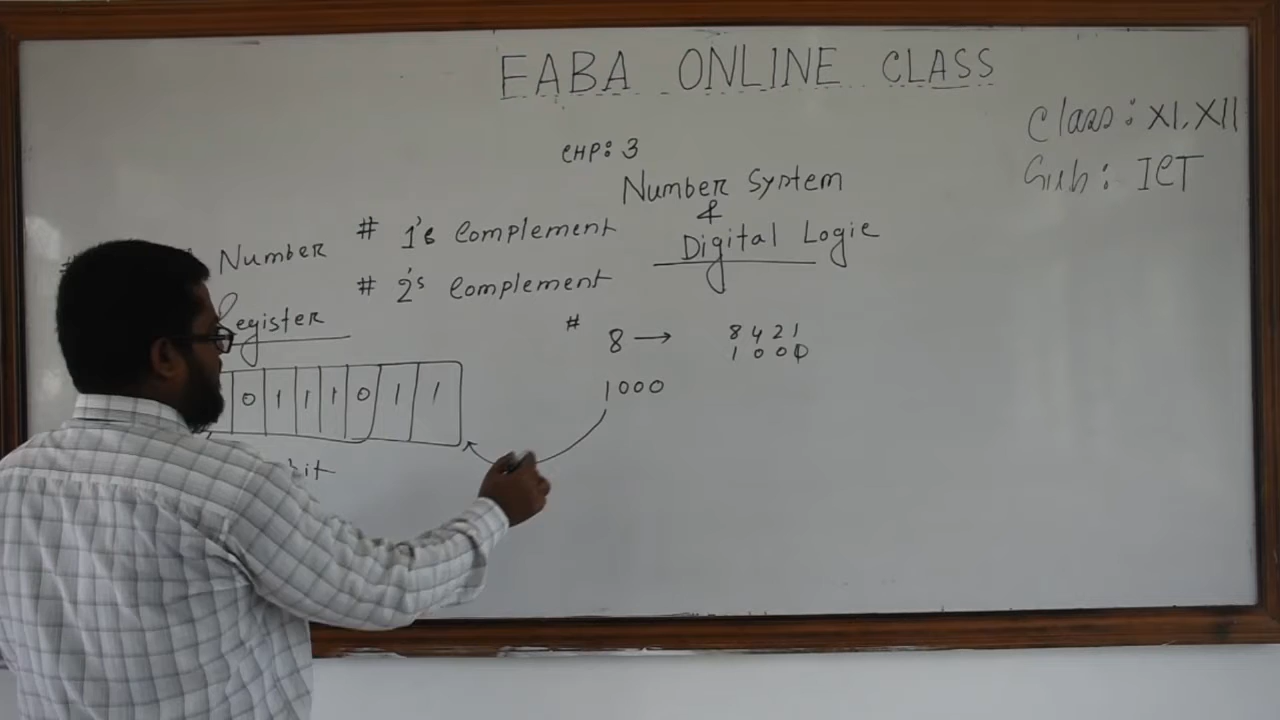 EABA ONLINE CLASS
Class: XI, XII
Sub: ICT
CHP: 3
Number System
&
Digital Logic
Number
Register
# 1's complement
# 2's complement
# 8 → 8 4 2 1
1 0 0 0
1000
0 1 1 1 0 1 1
bit